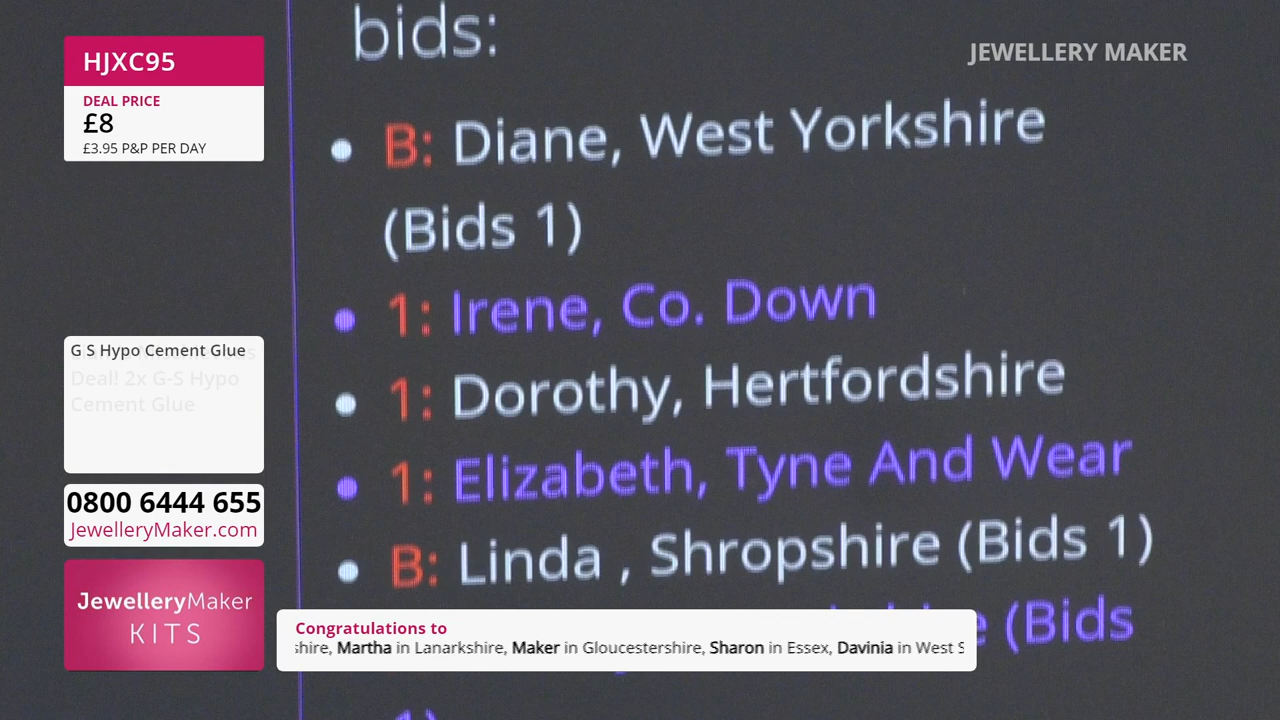 HJXC95
DEAL PRICE
£8
£3.95 P&P PER DAY
G S Hypo Cement Glue
Deal! 2x G-S Hypo
Cement Glue
0800 6444 655
JewelleryMaker.com
JewelleryMaker
KITS
JEWELLERY MAKER
bids:
B: Diane, West Yorkshire
(Bids 1)
1: Irene, Co. Down
1: Dorothy, Hertfordshire
1: Elizabeth, Tyne And Wear
B: Linda , Shropshire (Bids 1)
(Bids
1)
Congratulations to
shire, Martha in Lanarkshire, Maker in Gloucestershire, Sharon in Essex, Davinia in West S